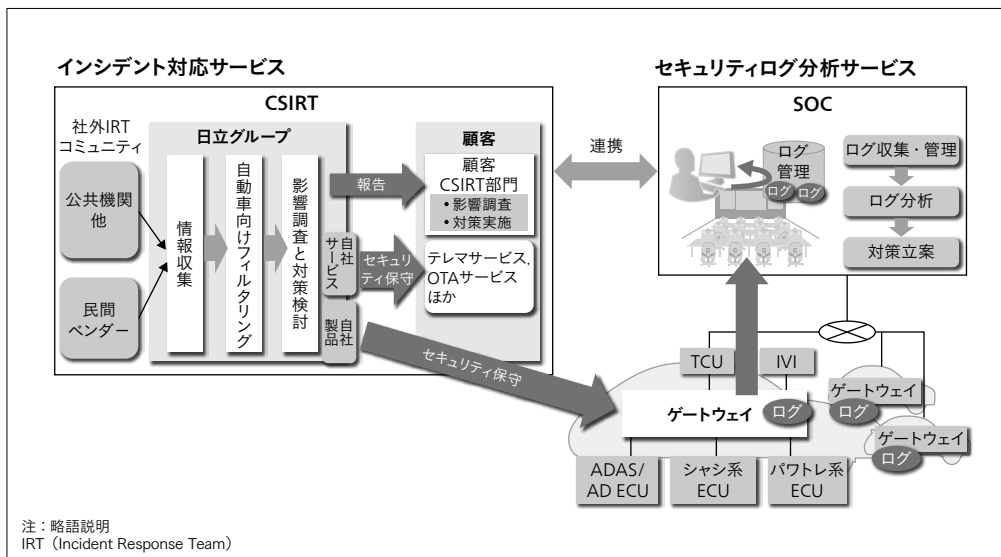 インシデント対応サービス
セキュリティログ分析サービス
CSIRT
社外IRT
コミュニティ
公共機関
他
民間
ベンダー
日立グループ
情報収集
自動車向けフィルタリング
影響調査と対策検討
自社
サービス
自社
製品
報告
セキュリ
ティ保守
顧客
顧客
CSIRT部門
• 影響調査
• 対策実施
テレマサービス,
OTAサービス
ほか
連携
SOC
ログ
管理
ログ
ログ
ログ収集・管理
ログ分析
対策立案
セキュリティ保守
TCU
IVI
ゲートウェイ
ログ
ゲートウェイ
ログ
ゲートウェイ
ログ
ADAS/
AD ECU
シャシ系
ECU
パワトレ系
ECU
注：略語説明
IRT（Incident Response Team）